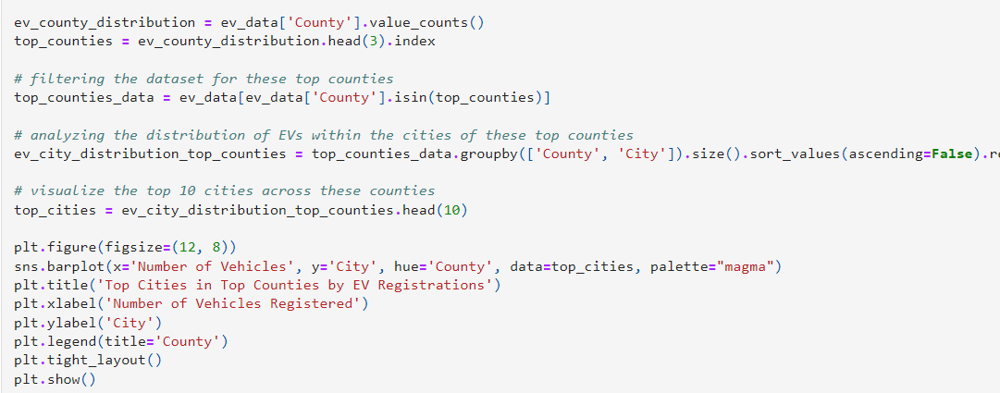 ev_county_distribution = ev_data['County'].value_counts()
top_counties = ev_county_distribution.head(3).index
# filtering the dataset for these top counties
top_counties_data = ev_data[ev_data['County'].isin(top_counties)]
# analyzing the distribution of EVs within the cities of these top counties
ev_city_distribution_top_counties = top_counties_data.groupby(['County', 'City']).size().sort_values(ascending=False).re
# visualize the top 10 cities across these counties
top_cities = ev_city_distribution_top_counties.head(10)
plt.figure(figsize=(12, 8))
sns.barplot(x='Number of Vehicles', y='City', hue='County', data=top_cities, palette="magma")
plt.title('Top Cities in Top Counties by EV Registrations')
plt.xlabel('Number of Vehicles Registered')
plt.ylabel('City')
plt.legend(title='County')
plt.tight_layout()
plt.show()